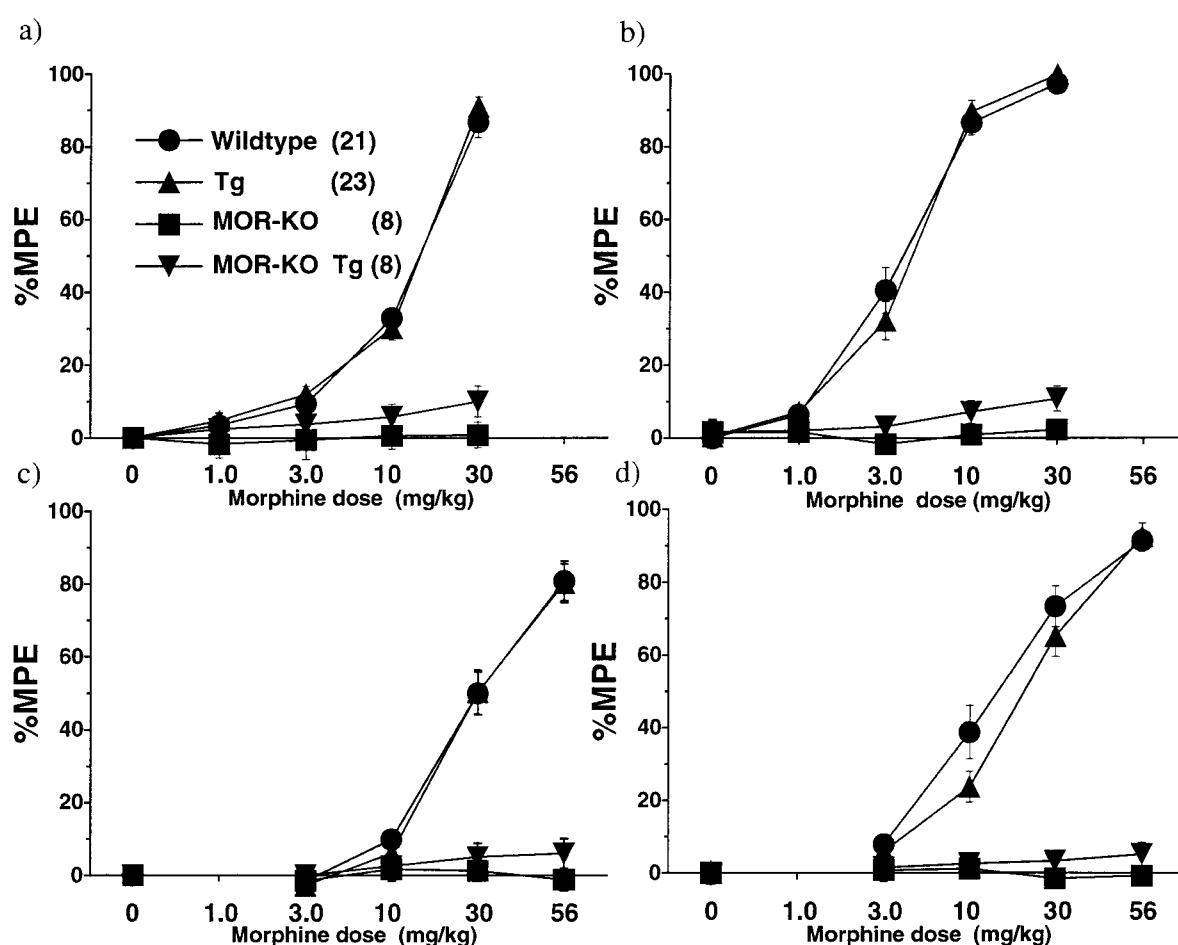 a)
100
80
60
40
20
0
%MPE
Wildtype (21)
Tg (23)
MOR-KO (8)
MOR-KO Tg (8)
0 1.0 3.0 10 30 56
Morphine dose (mg/kg)
b)
100
80
60
40
20
0
%MPE
0 1.0 3.0 10 30 56
Morphine dose (mg/kg)
c)
100
80
60
40
20
0
%MPE
0 1.0 3.0 10 30 56
Morphine dose (mg/kg)
d)
100
80
60
40
20
0
%MPE
0 1.0 3.0 10 30 56
Morphine dose (mg/kg)